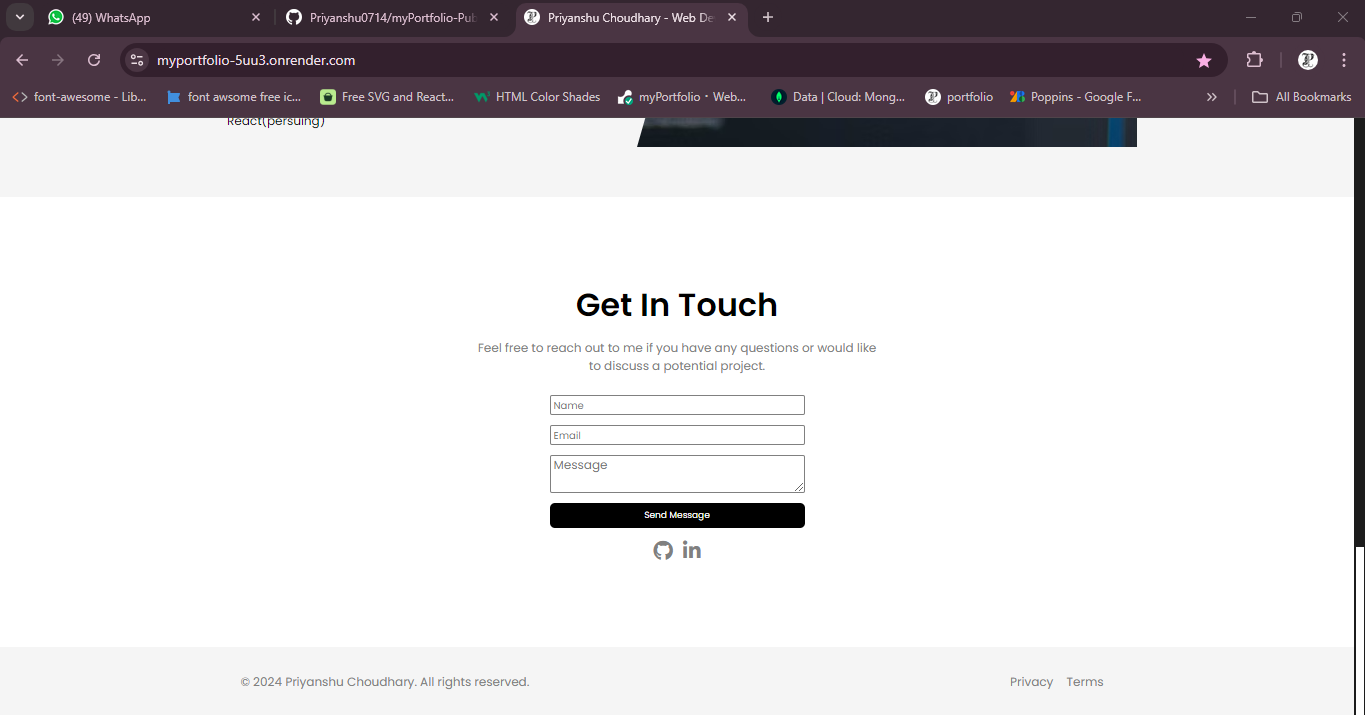 (49) WhatsApp
Priyanshu0714/myPortfolio-Pub
Priyanshu Choudhary - Web De
myportfolio-5uu3.onrender.com
font-awesome - Lib...
font awsome free ic...
Free SVG and React...
HTML Color Shades
myPortfolio • Web...
Data | Cloud: Mong...
portfolio
Poppins - Google F...
All Bookmarks
React(persuing)
Get In Touch
Feel free to reach out to me if you have any questions or would like
to discuss a potential project.
Name
Email
Message
Send Message
© 2024 Priyanshu Choudhary. All rights reserved.
Privacy Terms